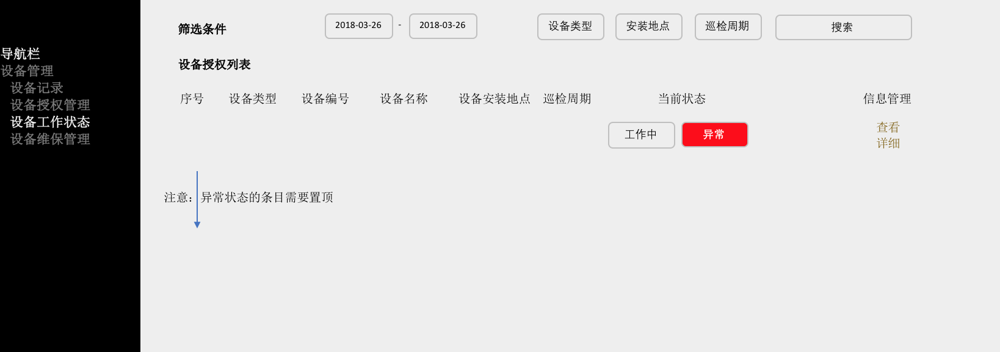 导航栏
设备管理
设备记录
设备授权管理
设备工作状态
设备维保管理
筛选条件 2018-03-26 - 2018-03-26 设备类型 安装地点 巡检周期 搜索
设备授权列表
序号 设备类型 设备编号 设备名称 设备安装地点 巡检周期 当前状态 信息管理
工作中 异常 查看
详细
注意：异常状态的条目需要置顶